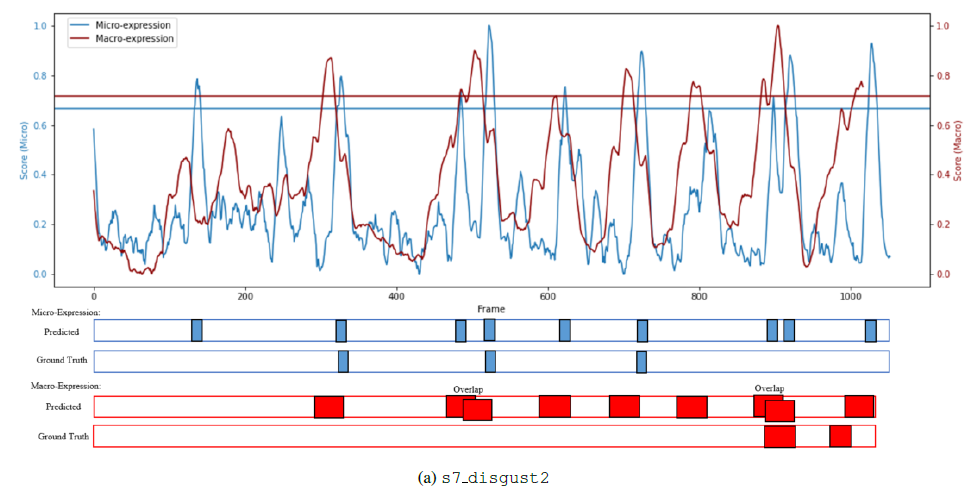 Micro-expression
Macro-expression
1.0
0.8
0.6
0.4
0.2
0.0
Score (Micro)
1.0
0.8
0.6
0.4
0.2
0.0
Score (Macro)
0
200
400
600
800
1000
Frame
Micro-Expression:
Predicted
Ground Truth
Macro-Expression:
Overlap
Overlap
Predicted
Ground Truth
(a) s7_disgust2